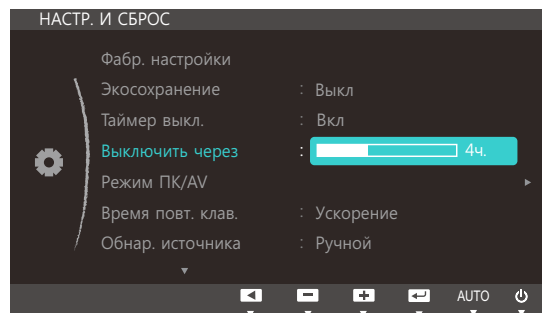 НАСТР. И СБРОС
Фабр. настройки
Экосохранение : Выкл
Таймер выкл. : Вкл
Выключить через : 4ч.
Режим ПК/AV
Время повт. клав. : Ускорение
Обнар. источника : Ручной
AUTO